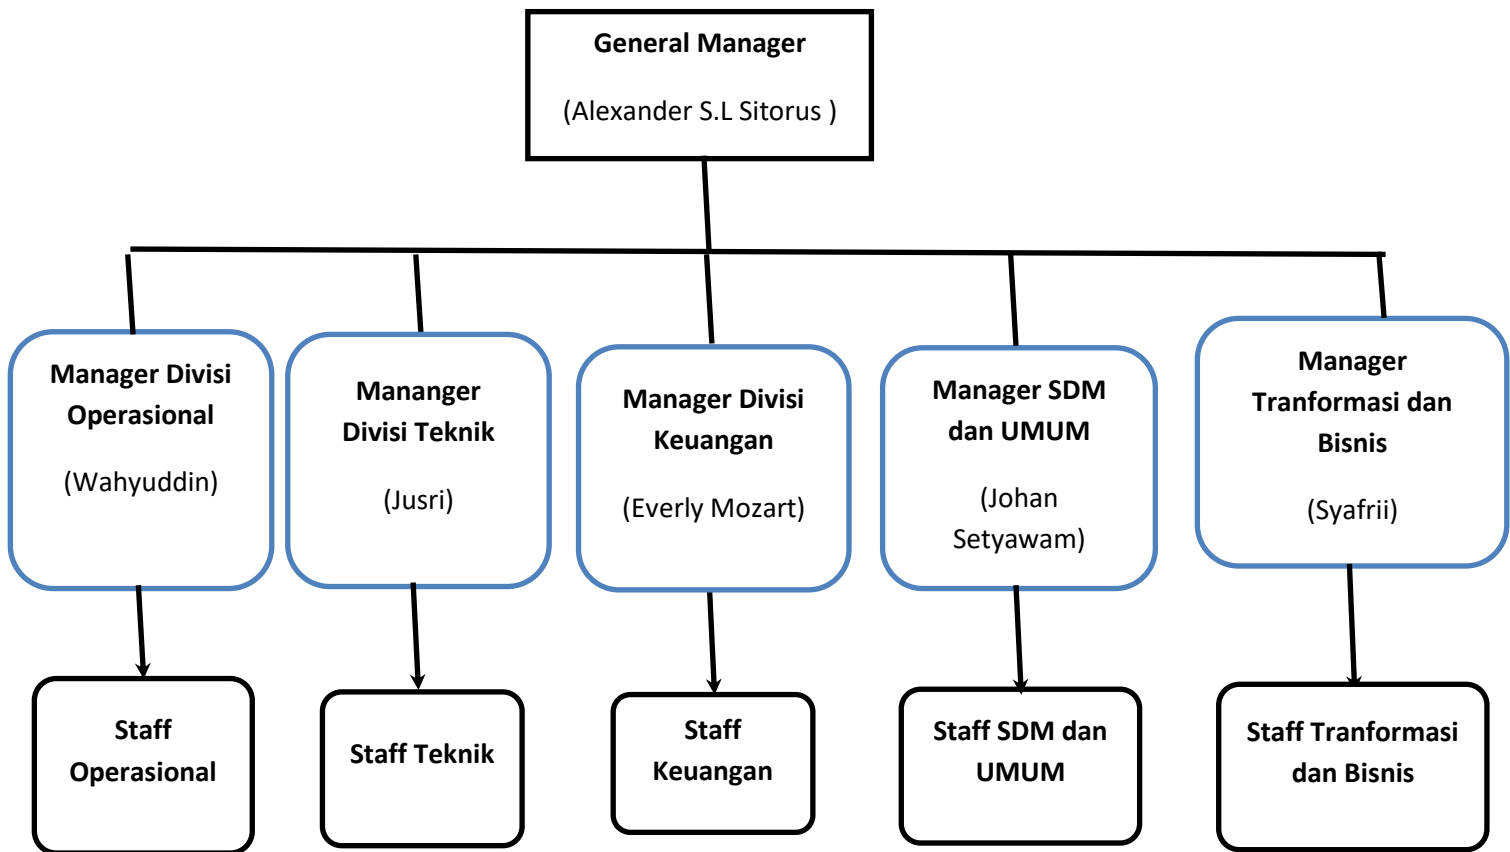 General Manager
(Alexander S.L Sitorus )
Manager Divisi
Operasional
(Wahyuddin)
Mananger
Divisi Teknik
(Jusri)
Manager Divisi
Keuangan
(Everly Mozart)
Manager SDM
dan UMUM
(Johan
Setyawam)
Manager
Tranformasi dan
Bisnis
(Syafrii)
Staff
Operasional
Staff Teknik
Staff
Keuangan
Staff SDM dan
UMUM
Staff Tranformasi
dan Bisnis